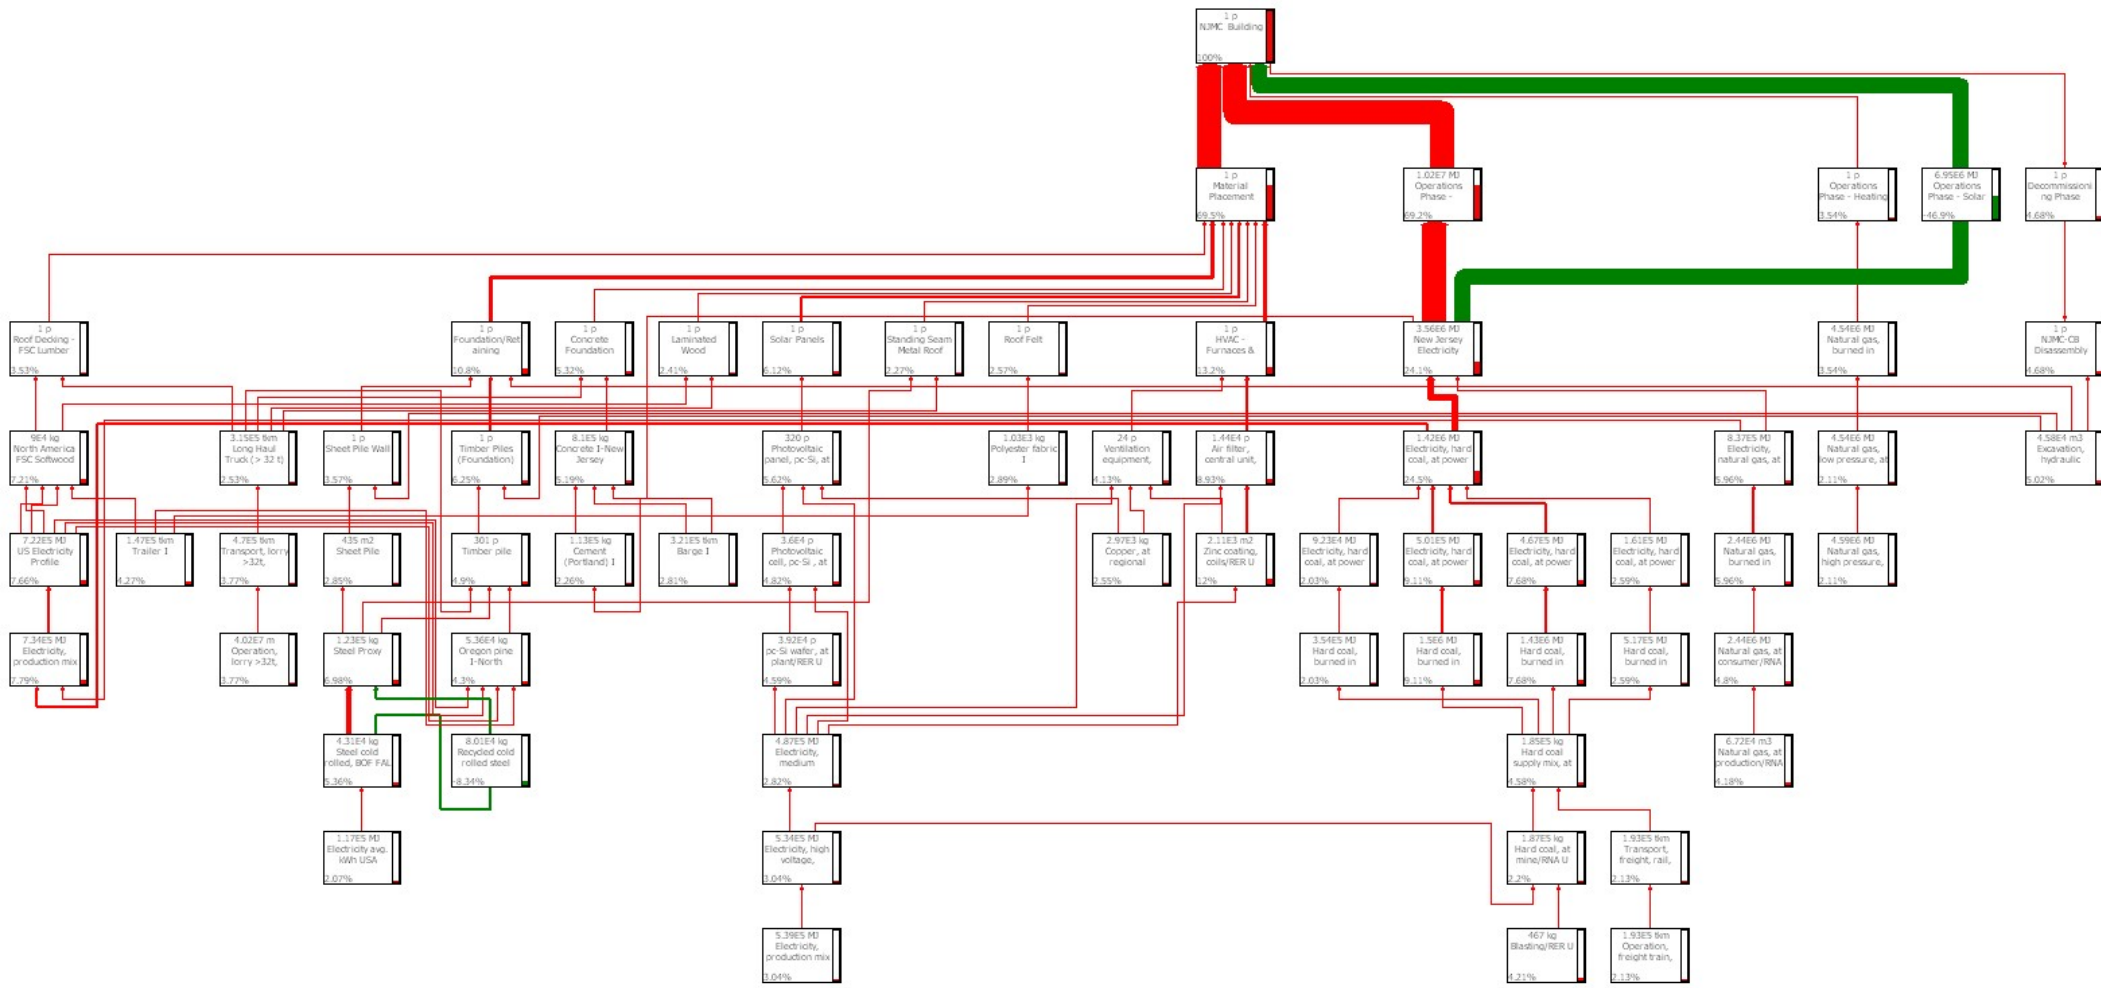 1 p
NJMC Building
100%
1 p
Material
Placement
69.5%
1.02E7 MJ
Operations
Phase -
69.2%
1 p
Operations
Phase - Heating
3.54%
6.95E6 MJ
Operations
Phase - Solar
-46.9%
1 p
Decommissioni
ng Phase
4.68%
1 p
Roof Decking -
FSC Lumber
3.53%
1 p
Foundation/Ret
aining
10.8%
1 p
Concrete
Foundation
5.32%
1 p
Laminated
Wood
2.41%
1 p
Solar Panels
6.12%
1 p
Standing Seam
Metal Roof
2.27%
1 p
Roof Felt
2.57%
1 p
HVAC -
Furnaces &
13.2%
3.56E6 MJ
New Jersey
Electricity
24.1%
4.54E6 MJ
Natural gas,
burned in
3.54%
1 p
NJMC-OB
Disassembly
4.68%
9E4 kg
North America
FSC Softwood
7.21%
3.15E5 tkm
Long Haul
Truck (> 32 t)
2.53%
1 p
Sheet Pile Wall
3.57%
1 p
Timber Piles
(Foundation)
6.25%
8.1E5 kg
Concrete I-New
Jersey
5.19%
320 p
Photovoltaic
panel, pc-Si, at
5.62%
1.03E3 kg
Polyester fabric
I
2.89%
24 p
Ventilation
equipment,
4.13%
1.44E4 p
Air filter,
central unit,
8.93%
1.42E6 MJ
Electricity, hard
coal, at power
24.5%
8.37E5 MJ
Electricity,
natural gas, at
5.96%
4.54E6 MJ
Natural gas,
low pressure, at
2.11%
4.58E4 m3
Excavation,
hydraulic
5.02%
7.22E5 MJ
US Electricity
Profile
7.66%
1.47E5 tkm
Trailer I
4.27%
4.7E5 tkm
Transport, lorry
>32t,
3.77%
435 m2
Sheet Pile
2.85%
301 p
Timber pile
4.9%
1.13E5 kg
Cement
(Portland) I
2.26%
3.21E5 tkm
Barge I
2.81%
3.6E4 p
Photovoltaic
cell, pc-Si , at
4.82%
2.97E3 kg
Copper, at
regional
2.55%
2.11E3 m2
Zinc coating,
coils/RER U
12%
9.23E4 MJ
Electricity, hard
coal, at power
2.03%
5.01E5 MJ
Electricity, hard
coal, at power
9.11%
4.67E5 MJ
Electricity, hard
coal, at power
7.68%
1.61E5 MJ
Electricity, hard
coal, at power
2.59%
2.44E6 MJ
Natural gas,
burned in
5.96%
4.59E6 MJ
Natural gas,
high pressure,
2.11%
7.34E5 MJ
Electricity,
production mix
7.79%
4.02E7 m
Operation,
lorry >32t,
3.77%
1.23E5 kg
Steel Proxy
6.98%
5.36E4 kg
Oregon pine
I-North
4.3%
3.92E4 p
pc-Si wafer, at
plant/RER U
4.59%
3.54E5 MJ
Hard coal,
burned in
2.03%
1.5E6 MJ
Hard coal,
burned in
9.11%
1.43E6 MJ
Hard coal,
burned in
7.68%
5.17E5 MJ
Hard coal,
burned in
2.59%
2.44E6 MJ
Natural gas, at
consumer/RNA
4.8%
4.31E4 kg
Steel cold
rolled, BOF FAL
5.36%
8.01E4 kg
Recycled cold
rolled steel
-8.34%
4.87E5 MJ
Electricity,
medium
2.82%
1.85E5 kg
Hard coal
supply mix, at
4.58%
6.72E4 m3
Natural gas, at
production/RNA
4.18%
1.17E5 MJ
Electricity avg.
kWh USA
2.07%
5.34E5 MJ
Electricity, high
voltage,
3.04%
1.87E5 kg
Hard coal, at
mine/RNA U
2.2%
1.93E5 tkm
Transport,
freight, rail,
2.13%
5.39E5 MJ
Electricity,
production mix
3.04%
467 kg
Blasting/RER U
4.21%
1.93E5 tkm
Operation,
freight train,
2.13%